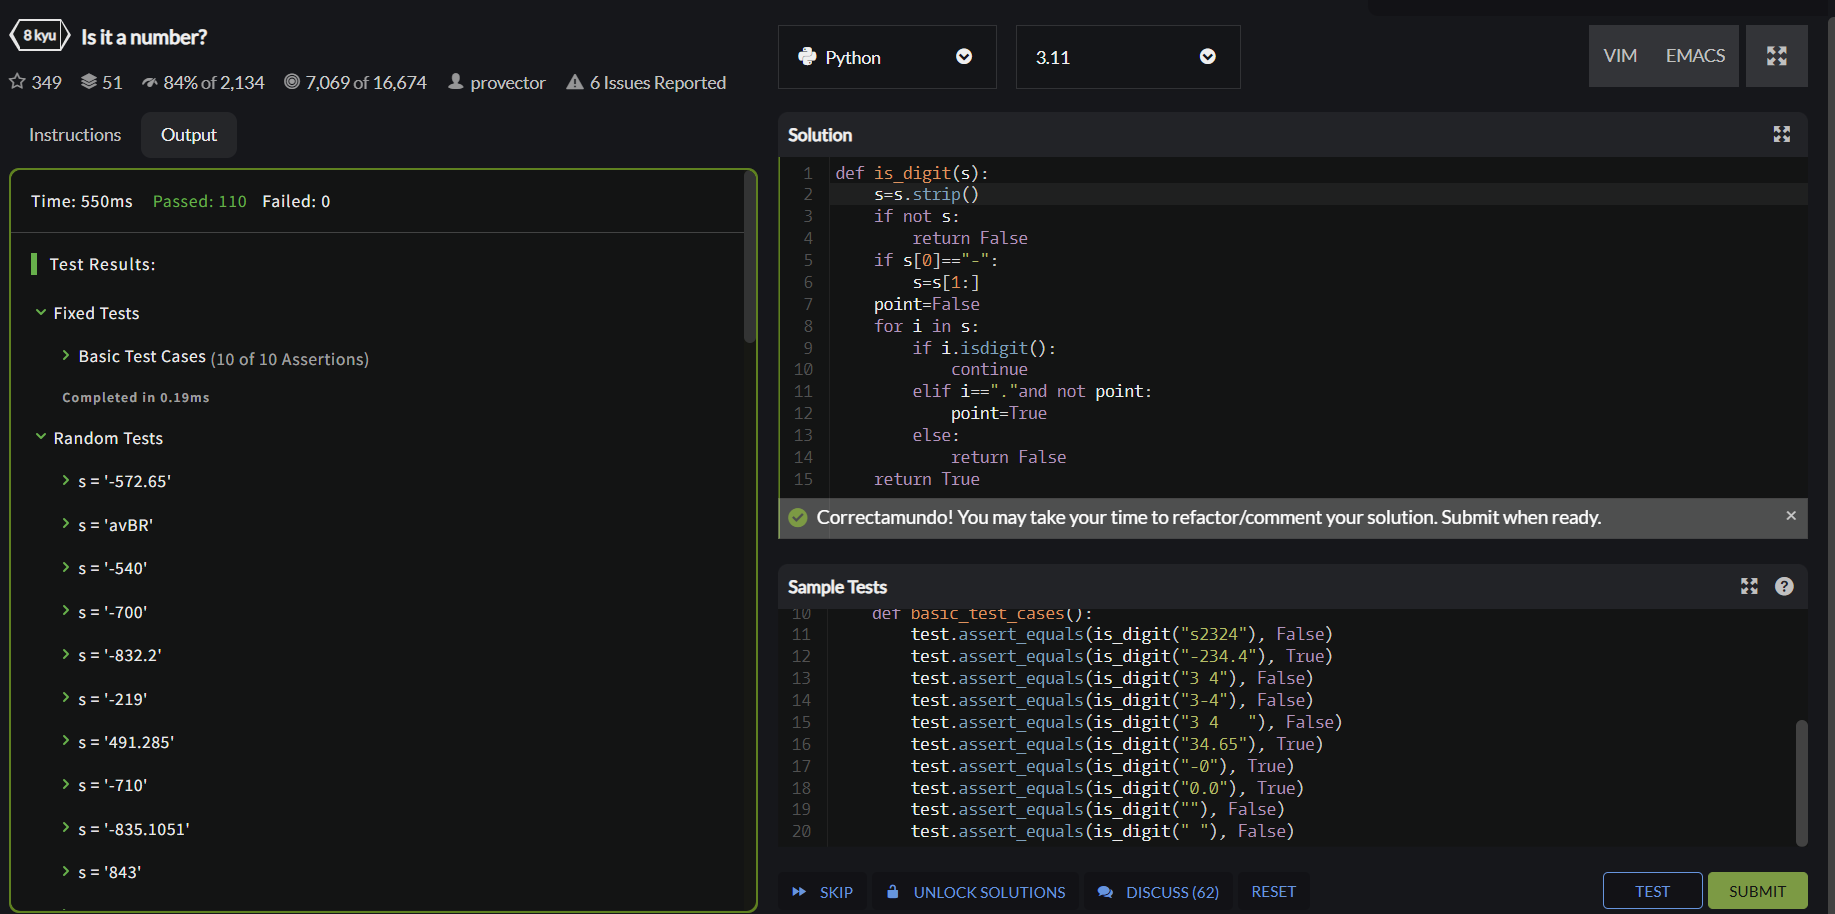 8 kyu Is it a number?
349 51 84% of 2,134 7,069 of 16,674 provector 6 Issues Reported
Instructions Output
Time: 550ms Passed: 110 Failed: 0
Test Results:
Fixed Tests
Basic Test Cases (10 of 10 Assertions)
Completed in 0.19ms
Random Tests
s = '-572.65'
s = 'avBR'
s = '-540'
s = '-700'
s = '-832.2'
s = '-219'
s = '491.285'
s = '-710'
s = '-835.1051'
s = '843'
Python 3.11 VIM EMACS
Solution
1 def is_digit(s):
2     s=s.strip()
3     if not s:
4         return False
5     if s[0]=="-":
6         s=s[1:]
7     point=False
8     for i in s:
9         if i.isdigit():
10             continue
11         elif i=="."and not point:
12             point=True
13         else:
14             return False
15     return True
Correctamundo! You may take your time to refactor/comment your solution. Submit when ready. ×
Sample Tests ?
10     def basic_test_cases():
11         test.assert_equals(is_digit("s2324"), False)
12         test.assert_equals(is_digit("-234.4"), True)
13         test.assert_equals(is_digit("3 4"), False)
14         test.assert_equals(is_digit("3-4"), False)
15         test.assert_equals(is_digit("3 4   "), False)
16         test.assert_equals(is_digit("34.65"), True)
17         test.assert_equals(is_digit("-0"), True)
18         test.assert_equals(is_digit("0.0"), True)
19         test.assert_equals(is_digit(""), False)
20         test.assert_equals(is_digit(" "), False)
SKIP UNLOCK SOLUTIONS DISCUSS (62) RESET TEST SUBMIT